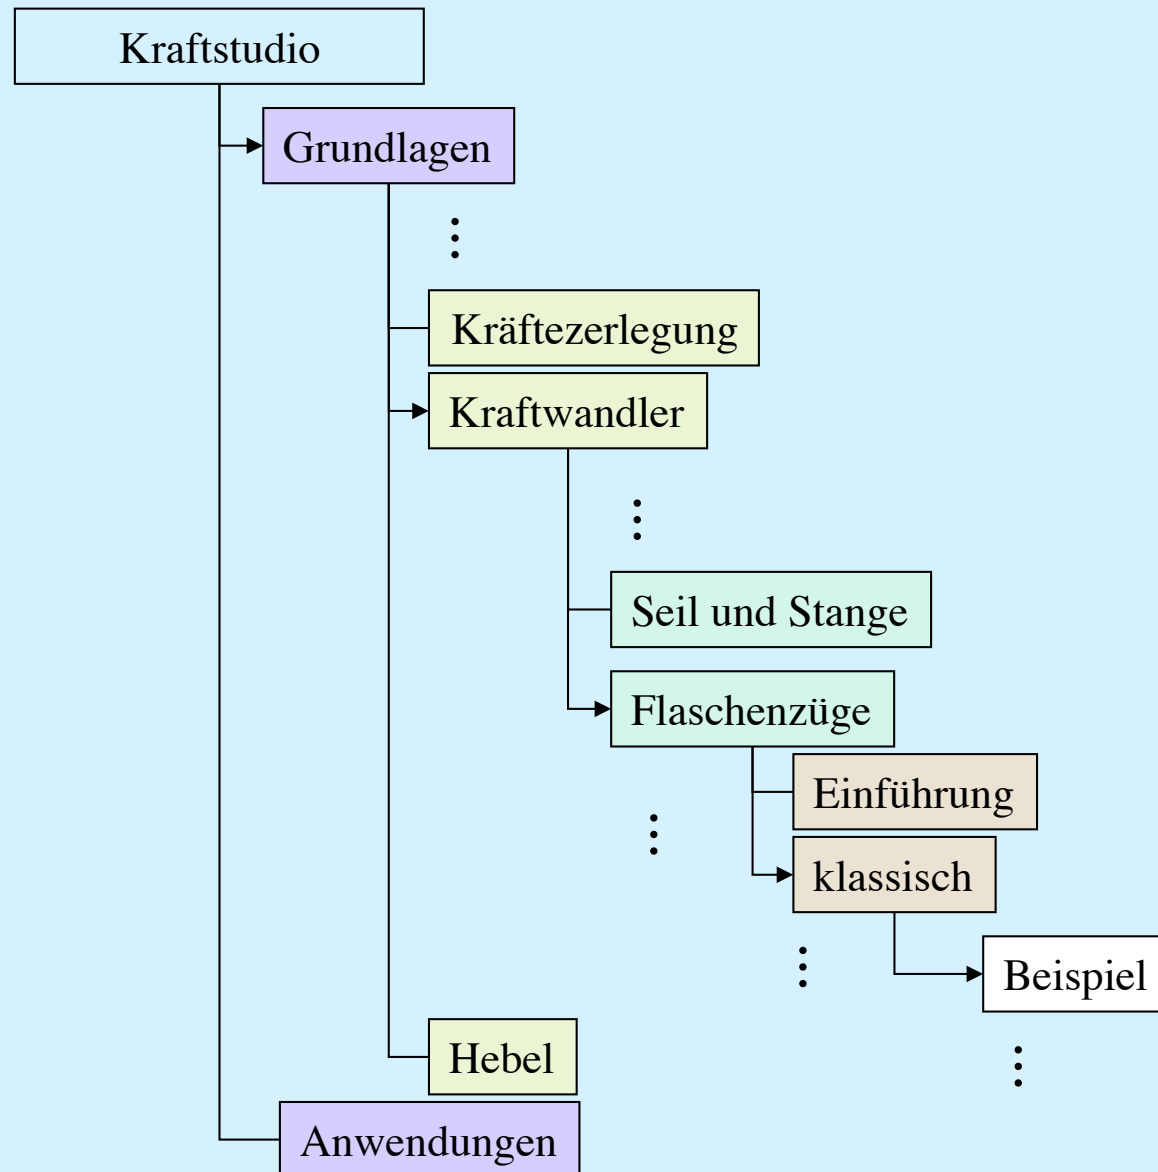 Kraftstudio
Grundlagen
⋮
Kräftezerlegung
Kraftwandler
⋮
Seil und Stange
Flaschenzüge
Einführung
⋮
klassisch
⋮
Beispiel
Hebel
⋮
Anwendungen